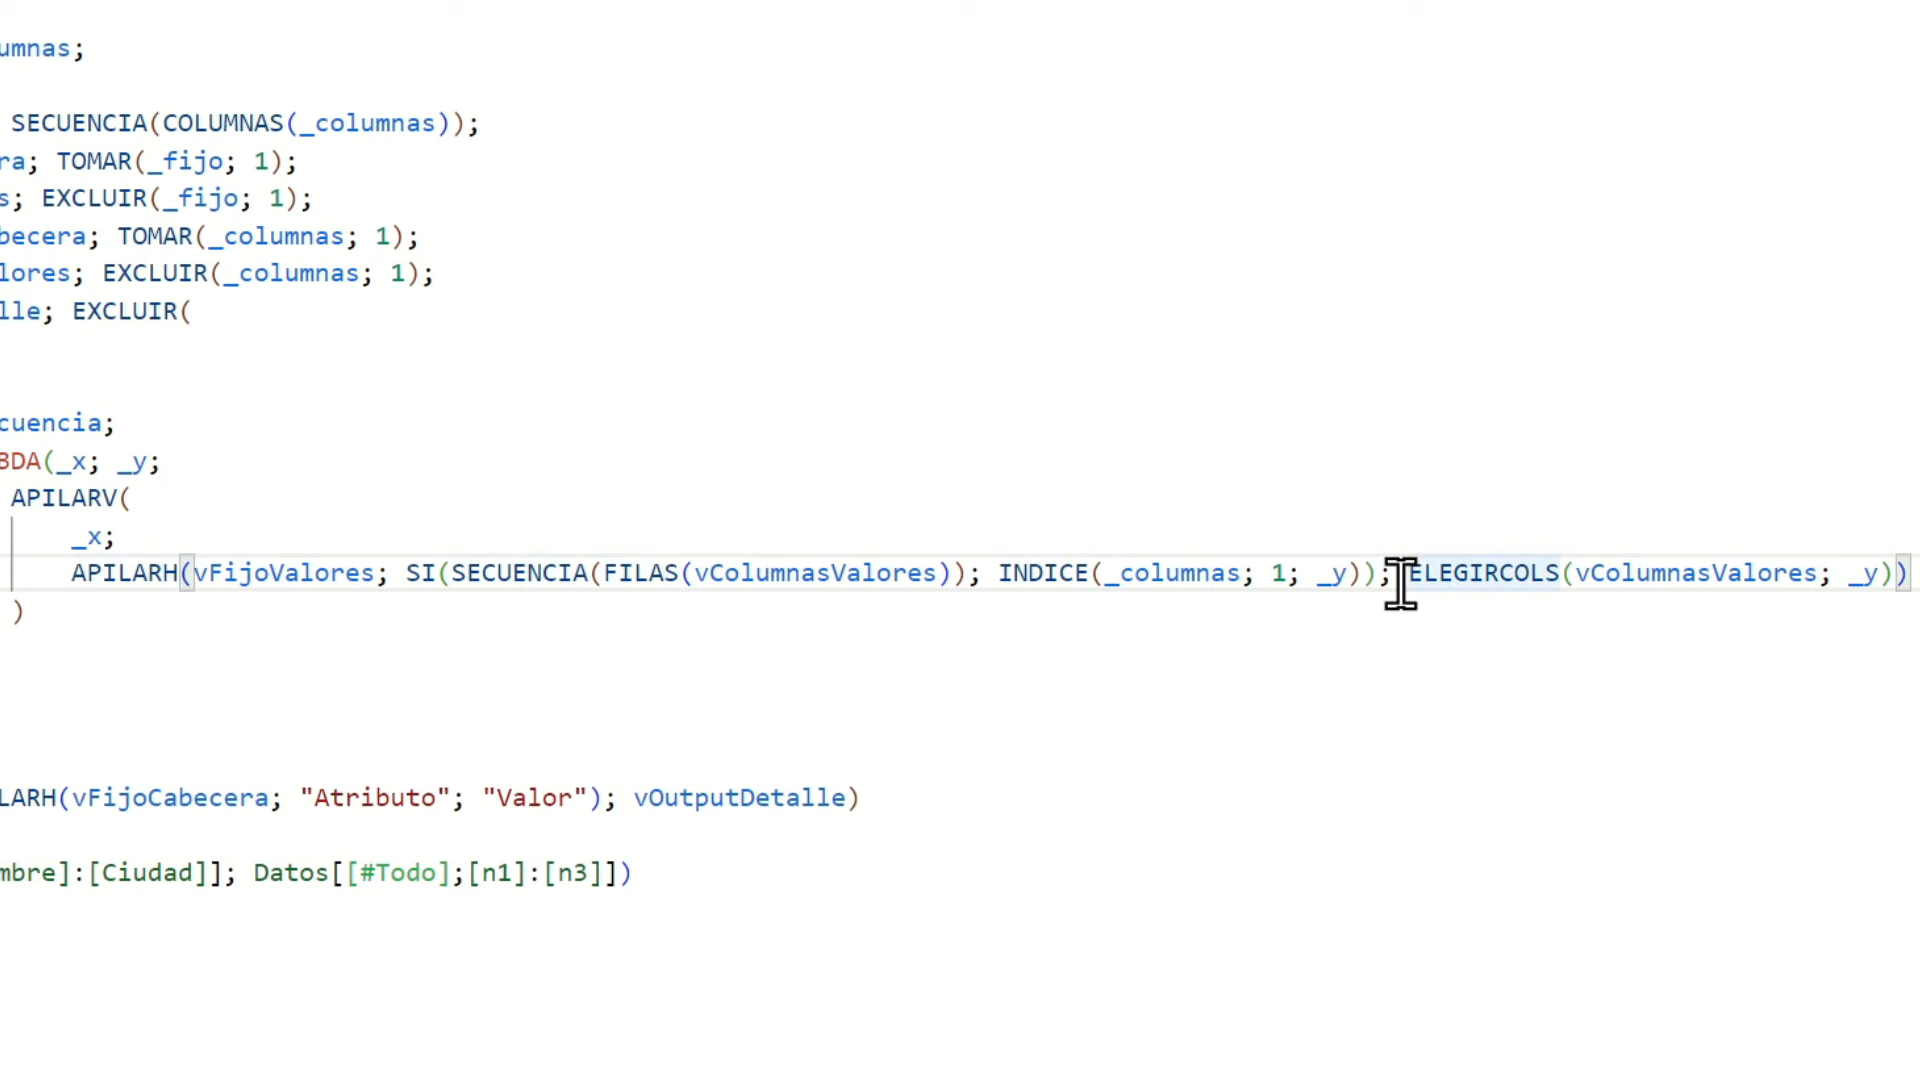 umnas;
SECUENCIA(COLUMNAS(_columnas));
ra; TOMAR(_fijo; 1);
s; EXCLUIR(_fijo; 1);
becera; TOMAR(_columnas; 1);
lores; EXCLUIR(_columnas; 1);
lle; EXCLUIR(
cuencia;
BDA(_x; _y;
APILARV(
_x;
APILARH(vFijoValores; SI(SECUENCIA(FILAS(vColumnasValores)); INDICE(_columnas; 1; _y)); ELEGIRCOLS(vColumnasValores; _y))
)
LARH(vFijoCabecera; "Atributo"; "Valor"); vOutputDetalle)
mbre]:[Ciudad]]; Datos[[#Todo];[n1]:[n3]])